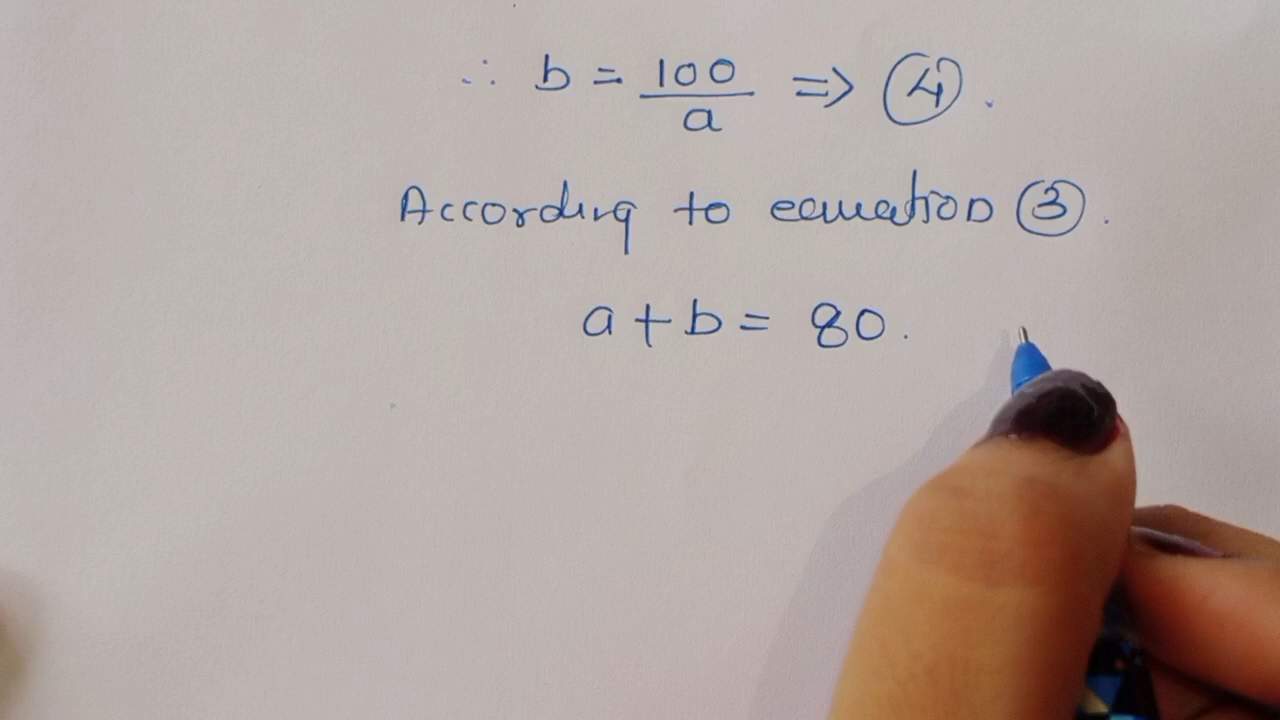 ∴ b = 100/a => ④.
According to equation ③.
a + b = 80.